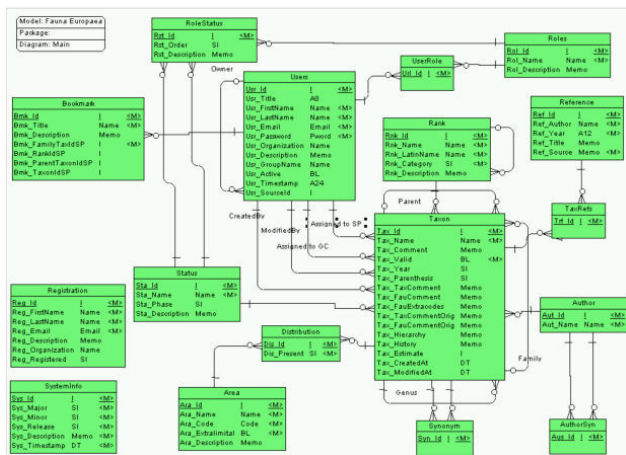 Model: Fauna Europaea
Package:
Diagram: Main
RoleStatus
Rst_Id I <M>
Rst_Order SI
Rst_Description Memo
Owner
Roles
Rol_Id I <M>
Rol_Name Name <M>
Rol_Description Memo
UserRole
Url_Id I <M>
Users
Usr_Id I <M>
Usr_Title A8
Usr_FirstName Name <M>
Usr_LastName Name <M>
Usr_Email Email <M>
Usr_Password Pword <M>
Usr_Organization Name
Usr_Description Memo
Usr_GroupName Name
Usr_Active BL
Usr_Timestamp A24
Usr_SourceId I
Bookmark
Bmk_Id I <M>
Bmk_Title Name <M>
Bmk_Description Memo
Bmk_FamilyTaxIdSP I <M>
Bmk_RankIdSP I
Bmk_ParentTaxonIdSP I
Bmk_TaxonIdSP I
Rank
Rnk_Id I <M>
Rnk_Name Name <M>
Rnk_LatinName Name <M>
Rnk_Category SI <M>
Rnk_Description Memo
Reference
Ref_Id I <M>
Ref_Author Name <M>
Ref_Year A12 <M>
Ref_Title Memo
Ref_Source Memo <M>
TaxRefs
Trf_Id I <M>
Parent
CreatedBy
ModifiedBy
Assigned to SP
Assigned to GC
Taxon
Tax_Id I <M>
Tax_Name Name <M>
Tax_Comment Memo
Tax_Valid BL <M>
Tax_Year SI
Tax_Parenthesis SI
Tax_TaxComment Memo
Tax_FauComment Memo
Tax_FauExtracodes Memo
Tax_TaxCommentOrig Memo
Tax_FauCommentOrig Memo
Tax_Hierarchy Memo
Tax_History Memo
Tax_Estimate I
Tax_CreatedAt DT
Tax_ModifiedAt DT
Status
Sta_Id I <M>
Sta_Name Name <M>
Sta_Phase SI
Sta_Description Memo
Registration
Reg_Id I <M>
Reg_FirstName Name <M>
Reg_LastName Name <M>
Reg_Email Email <M>
Reg_Description Memo
Reg_Organization Name
Reg_Registered SI
Distribution
Dis_Id I <M>
Dis_Present SI <M>
Author
Aut_Id I <M>
Aut_Name Name <M>
Family
Genus
SystemInfo
Sys_Id I <M>
Sys_Major SI <M>
Sys_Minor SI <M>
Sys_Release SI <M>
Sys_Description Memo <M>
Sys_Timestamp DT <M>
Area
Ara_Id I <M>
Ara_Name Name <M>
Ara_Code Code <M>
Ara_Extralimital BL <M>
Ara_Description Memo
Synonym
Syn_Id I <M>
AuthorSyn
Aus_Id I <M>